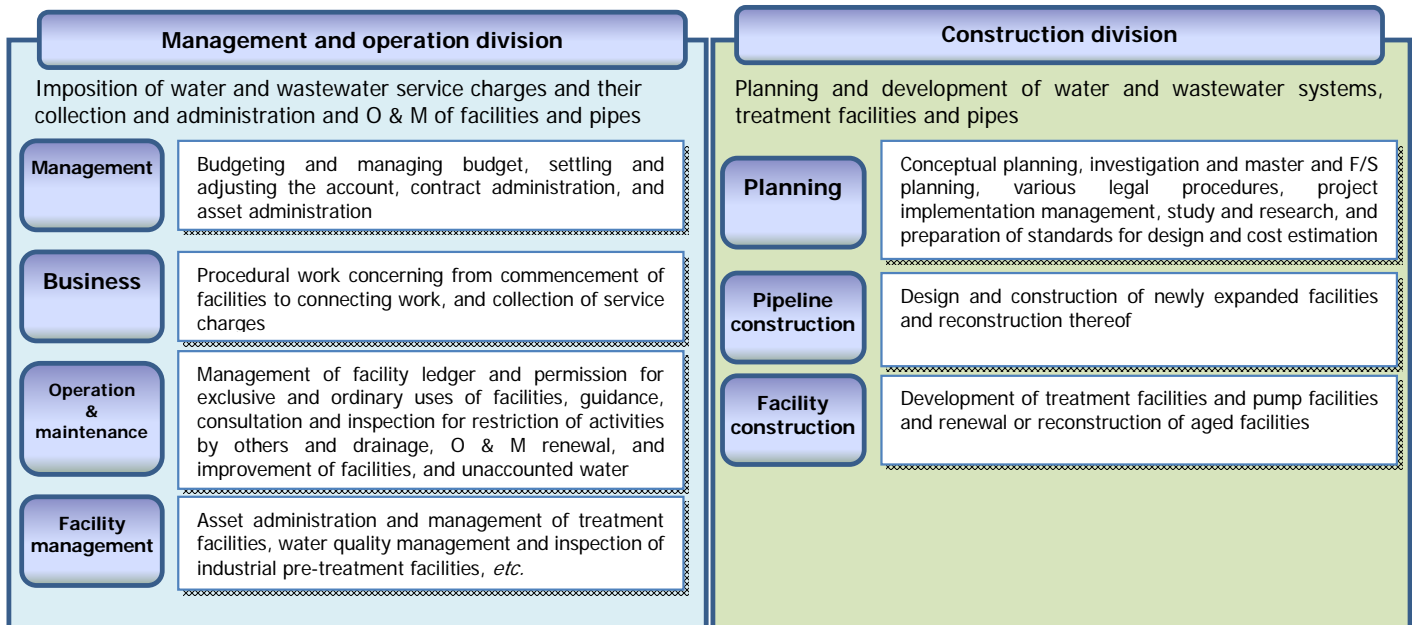 Management and operation division
Imposition of water and wastewater service charges and their
collection and administration and O & M of facilities and pipes
Management
Budgeting and managing budget, settling and
adjusting the account, contract administration, and
asset administration
Business
Procedural work concerning from commencement of
facilities to connecting work, and collection of service
charges
Operation
&
maintenance
Management of facility ledger and permission for
exclusive and ordinary uses of facilities, guidance,
consultation and inspection for restriction of activities
by others and drainage, O & M renewal, and
improvement of facilities, and unaccounted water
Facility
management
Asset administration and management of treatment
facilities, water quality management and inspection of
industrial pre-treatment facilities, etc.
Construction division
Planning and development of water and wastewater systems,
treatment facilities and pipes
Planning
Conceptual planning, investigation and master and F/S
planning, various legal procedures, project
implementation management, study and research, and
preparation of standards for design and cost estimation
Pipeline
construction
Design and construction of newly expanded facilities
and reconstruction thereof
Facility
construction
Development of treatment facilities and pump facilities
and renewal or reconstruction of aged facilities